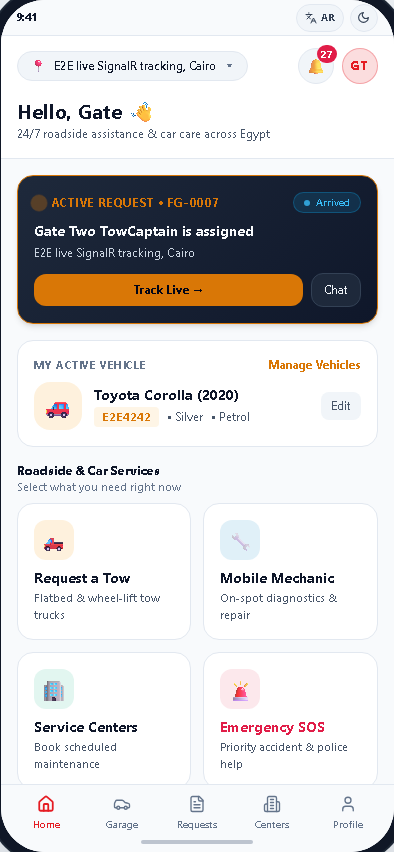 9:41
AR
E2E live SignalR tracking, Cairo
27
GT
Hello, Gate
24/7 roadside assistance & car care across Egypt
ACTIVE REQUEST • FG-0007
Arrived
Gate Two TowCaptain is assigned
E2E live SignalR tracking, Cairo
Track Live →
Chat
MY ACTIVE VEHICLE
Manage Vehicles
Toyota Corolla (2020)
E2E4242 • Silver • Petrol
Edit
Roadside & Car Services
Select what you need right now
Request a Tow
Flatbed & wheel-lift tow
trucks
Mobile Mechanic
On-spot diagnostics &
repair
Service Centers
Book scheduled
maintenance
Emergency SOS
Priority accident & police
help
Home
Garage
Requests
Centers
Profile